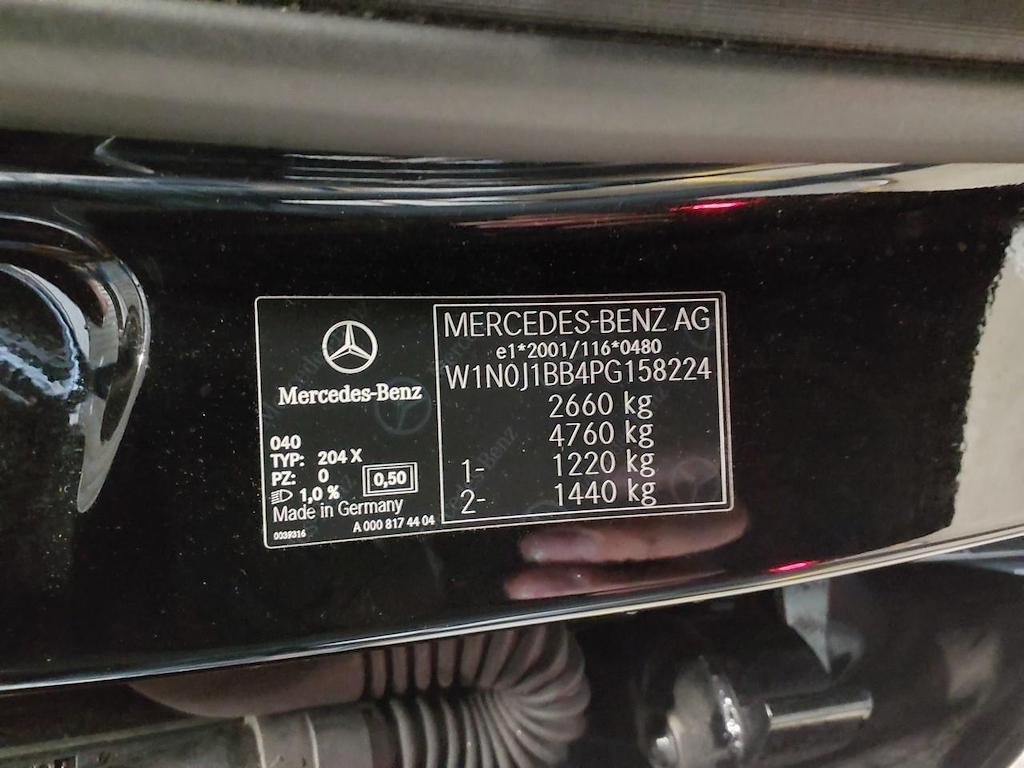 Mercedes-Benz
040
TYP: 204 X
PZ: 0
0,50
1,0 %
Made in Germany
0039316
A 000 817 44 04
MERCEDES-BENZ AG
e1*2001/116*0480
W1N0J1BB4PG158224
2660 kg
4760 kg
1- 1220 kg
2- 1440 kg